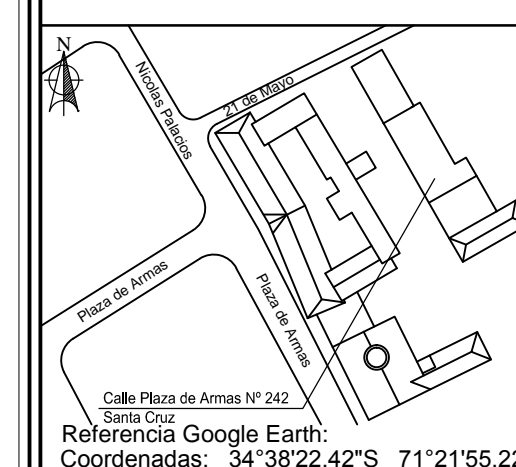 N
Nicolas Palacios
21 de Mayo
Plaza de Armas
Plaza de Armas
Calle Plaza de Armas Nº 242
Santa Cruz
Referencia Google Earth:
Coordenadas: 34°38'22.42"S 71°21'55.22